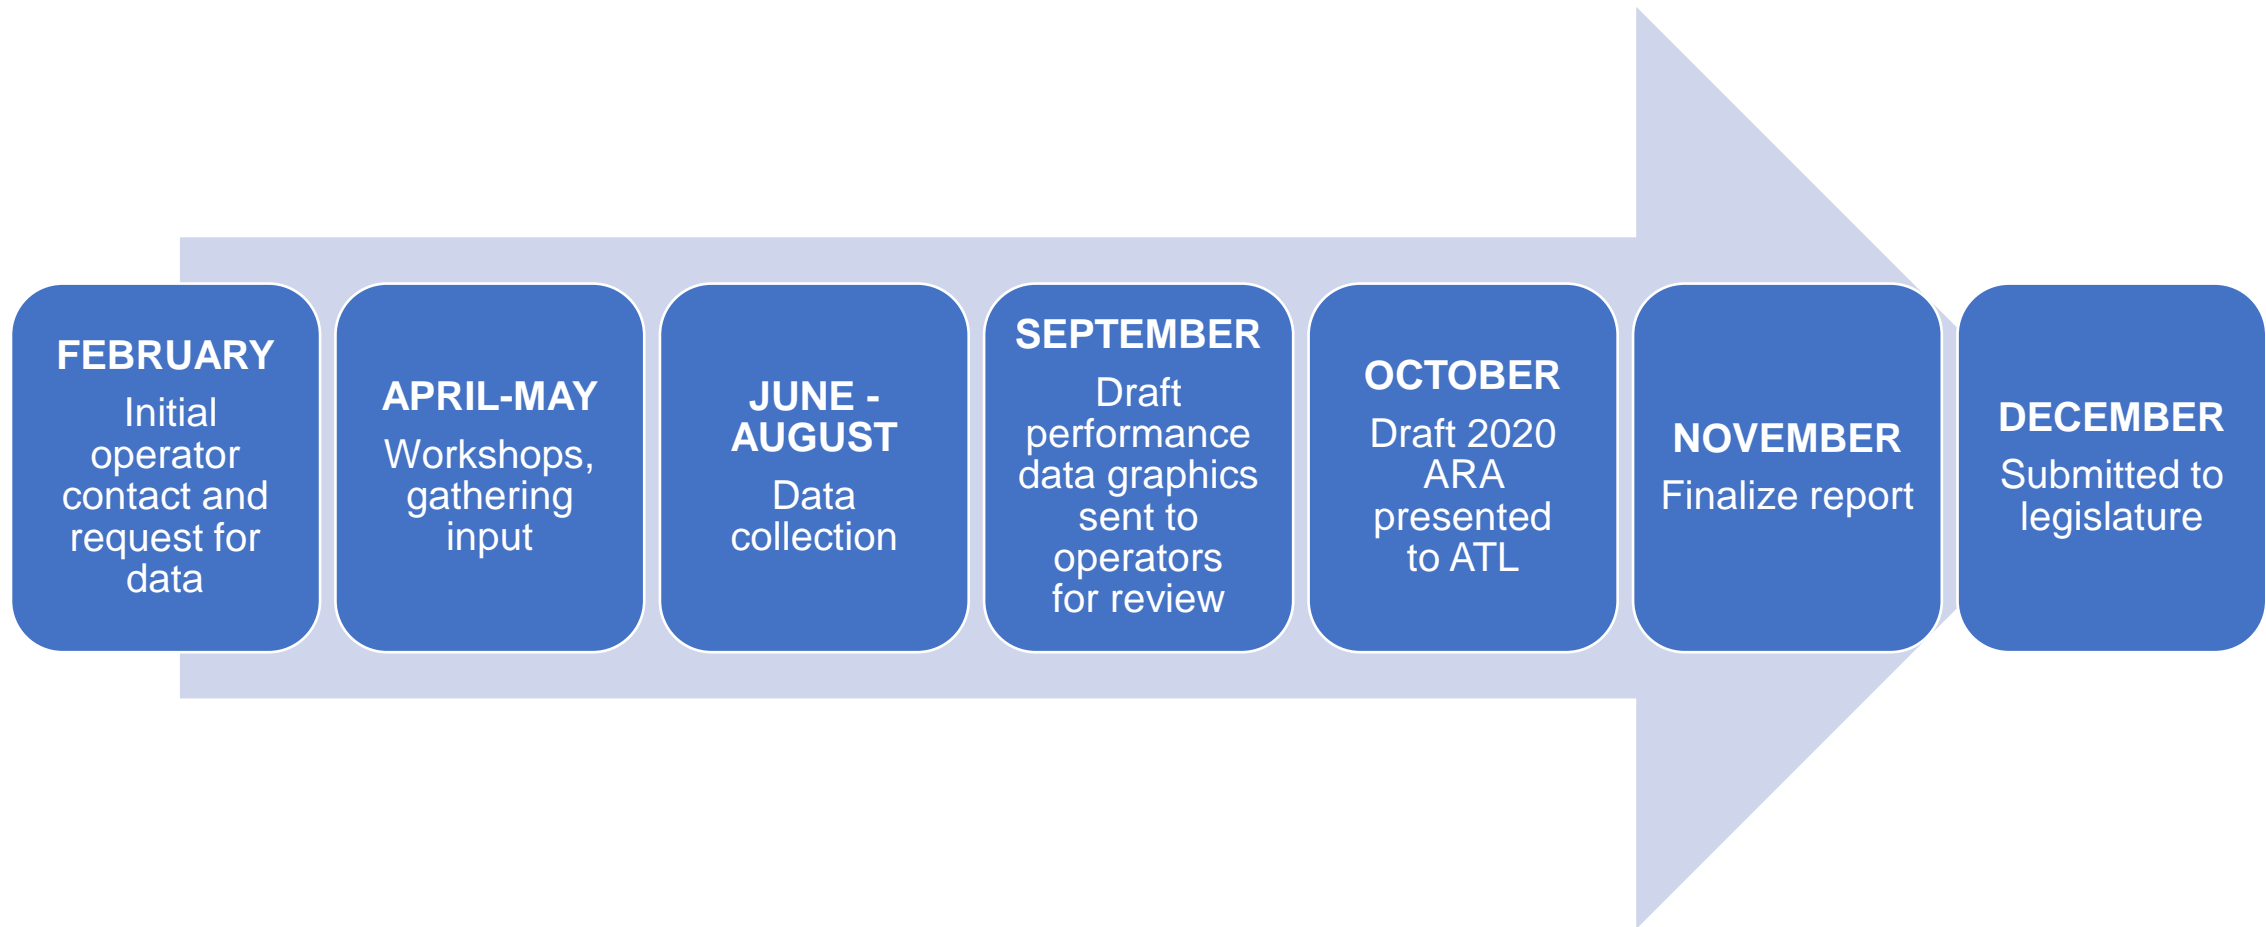 FEBRUARY
Initial
operator
contact and
request for
data
APRIL-MAY
Workshops,
gathering
input
JUNE -
AUGUST
Data
collection
SEPTEMBER
Draft
performance
data graphics
sent to
operators
for review
OCTOBER
Draft 2020
ARA
presented
to ATL
NOVEMBER
Finalize report
DECEMBER
Submitted to
legislature